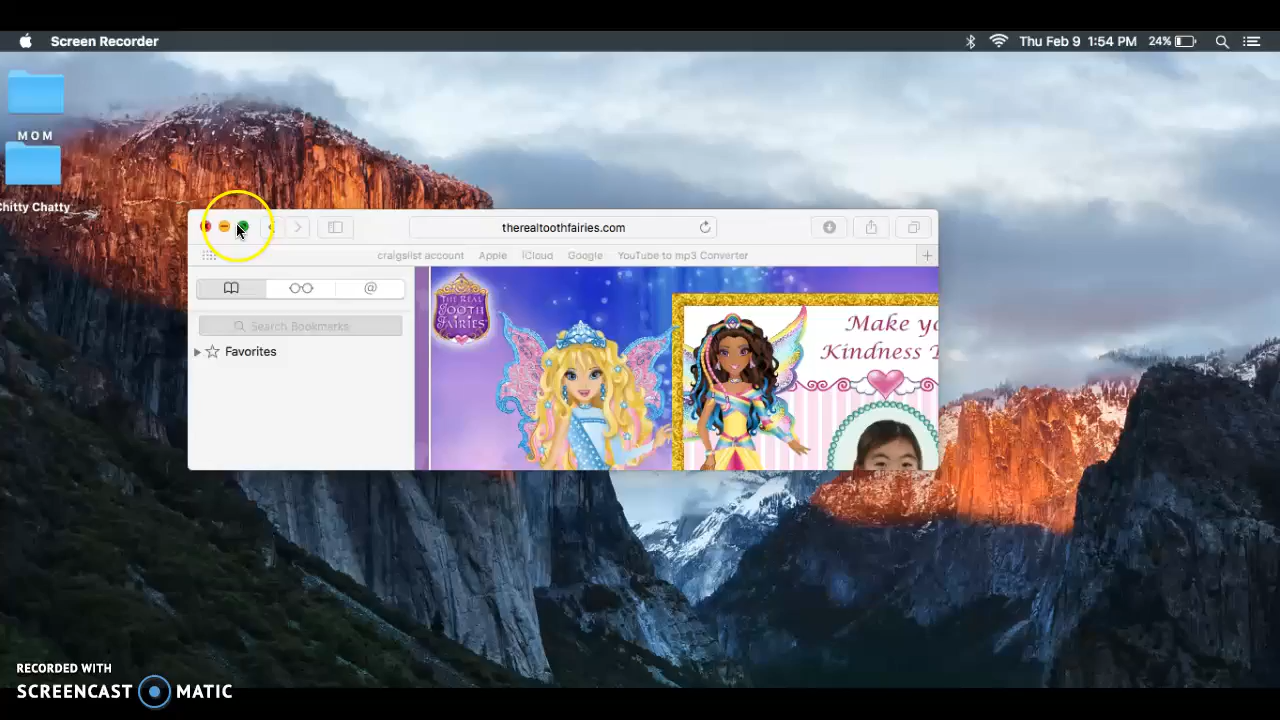 Screen Recorder
Thu Feb 9 1:54 PM 24%
M O M
Chitty Chatty
therealtoothfairies.com
craigslist account Apple iCloud Google YouTube to mp3 Converter
Search Bookmarks
Favorites
THE REAL
TOOTH
FAIRIES
Make yo
Kindness
RECORDED WITH
SCREENCAST MATIC